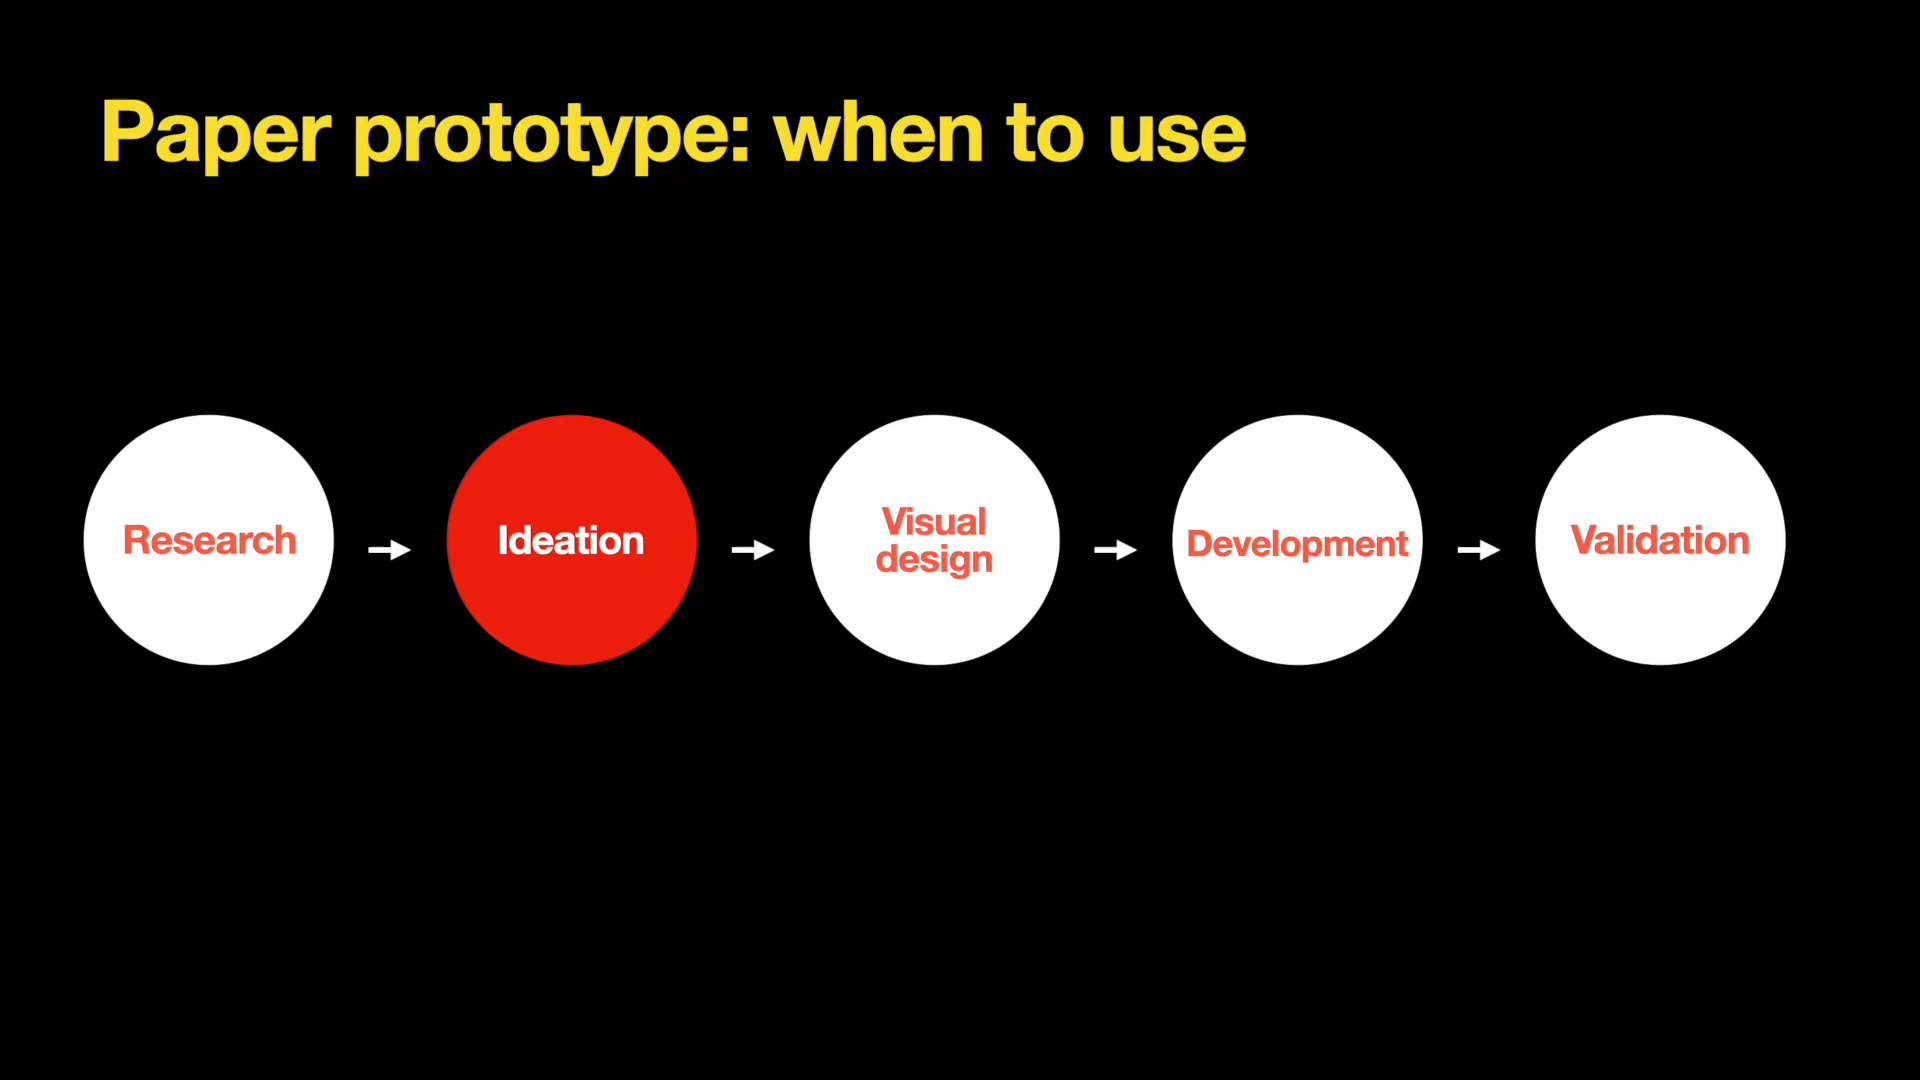 Paper prototype: when to use
Research
Ideation
Visual
design
Development
Validation